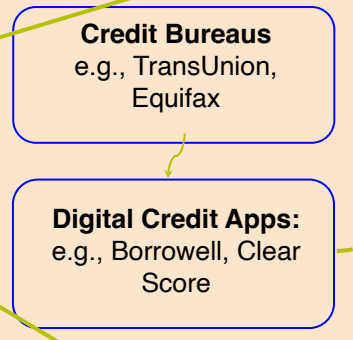 Credit Bureaus
e.g., TransUnion,
Equifax
Digital Credit Apps:
e.g., Borrowell, Clear
Score